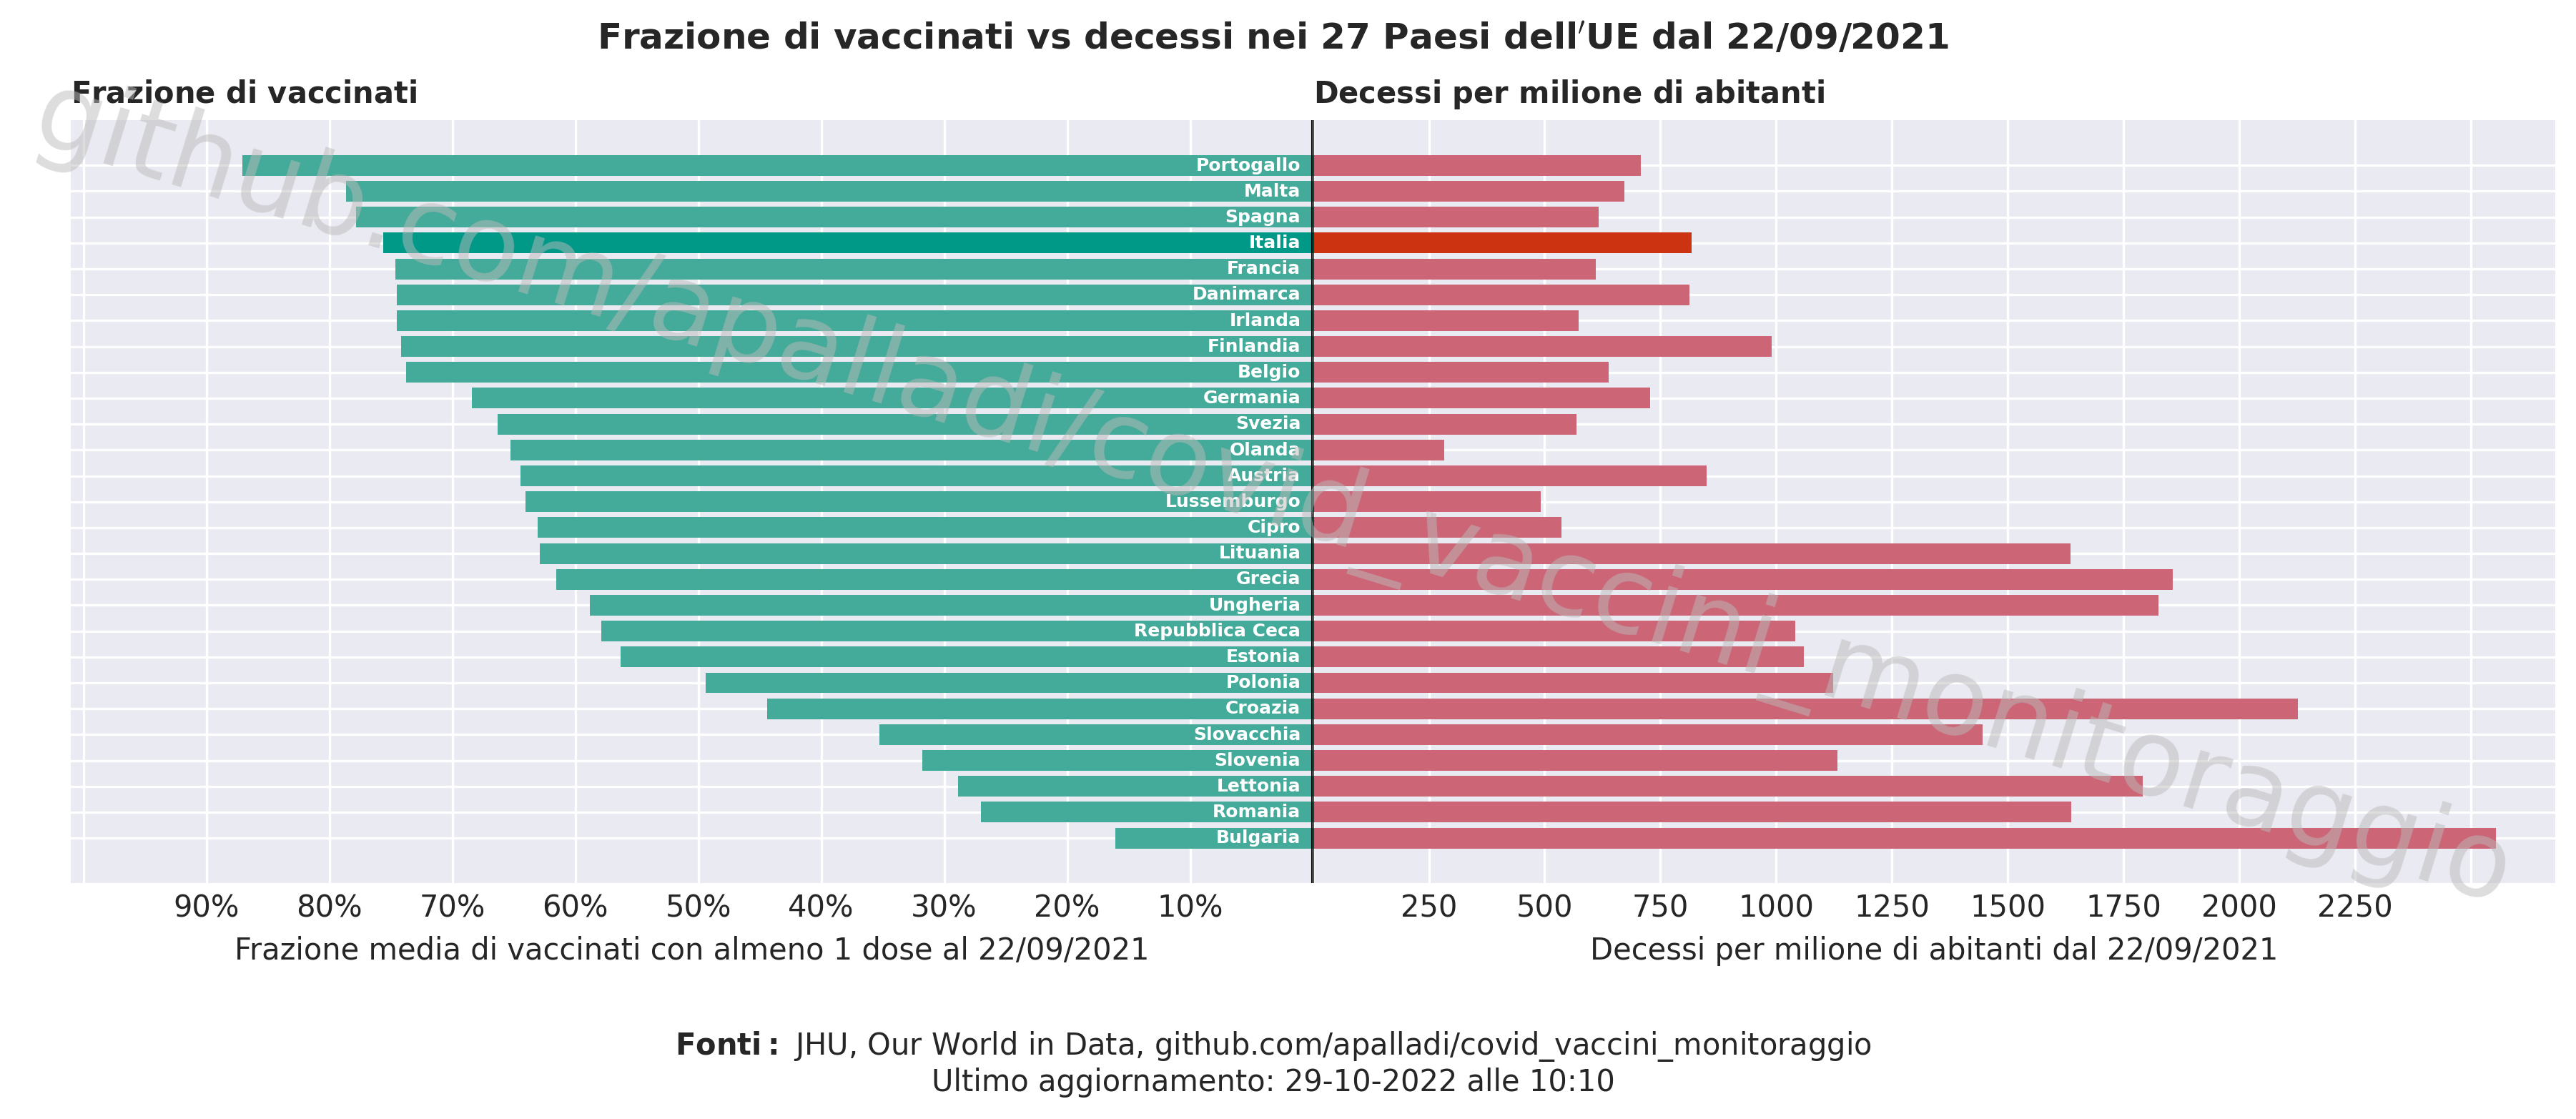 Frazione di vaccinati vs decessi nei 27 Paesi dell′UE dal 22/09/2021
Frazione di vaccinati
Decessi per milione di abitanti
Portogallo
Malta
Spagna
Italia
Francia
Danimarca
Irlanda
Finlandia
Belgio
Germania
Svezia
Olanda
Austria
Lussemburgo
Cipro
Lituania
Grecia
Ungheria
Repubblica Ceca
Estonia
Polonia
Croazia
Slovacchia
Slovenia
Lettonia
Romania
Bulgaria
90% 80% 70% 60% 50% 40% 30% 20% 10%
250 500 750 1000 1250 1500 1750 2000 2250
Frazione media di vaccinati con almeno 1 dose al 22/09/2021
Decessi per milione di abitanti dal 22/09/2021
github.com/apalladi/covid_vaccini_monitoraggio
Fonti: JHU, Our World in Data, github.com/apalladi/covid_vaccini_monitoraggio
Ultimo aggiornamento: 29-10-2022 alle 10:10